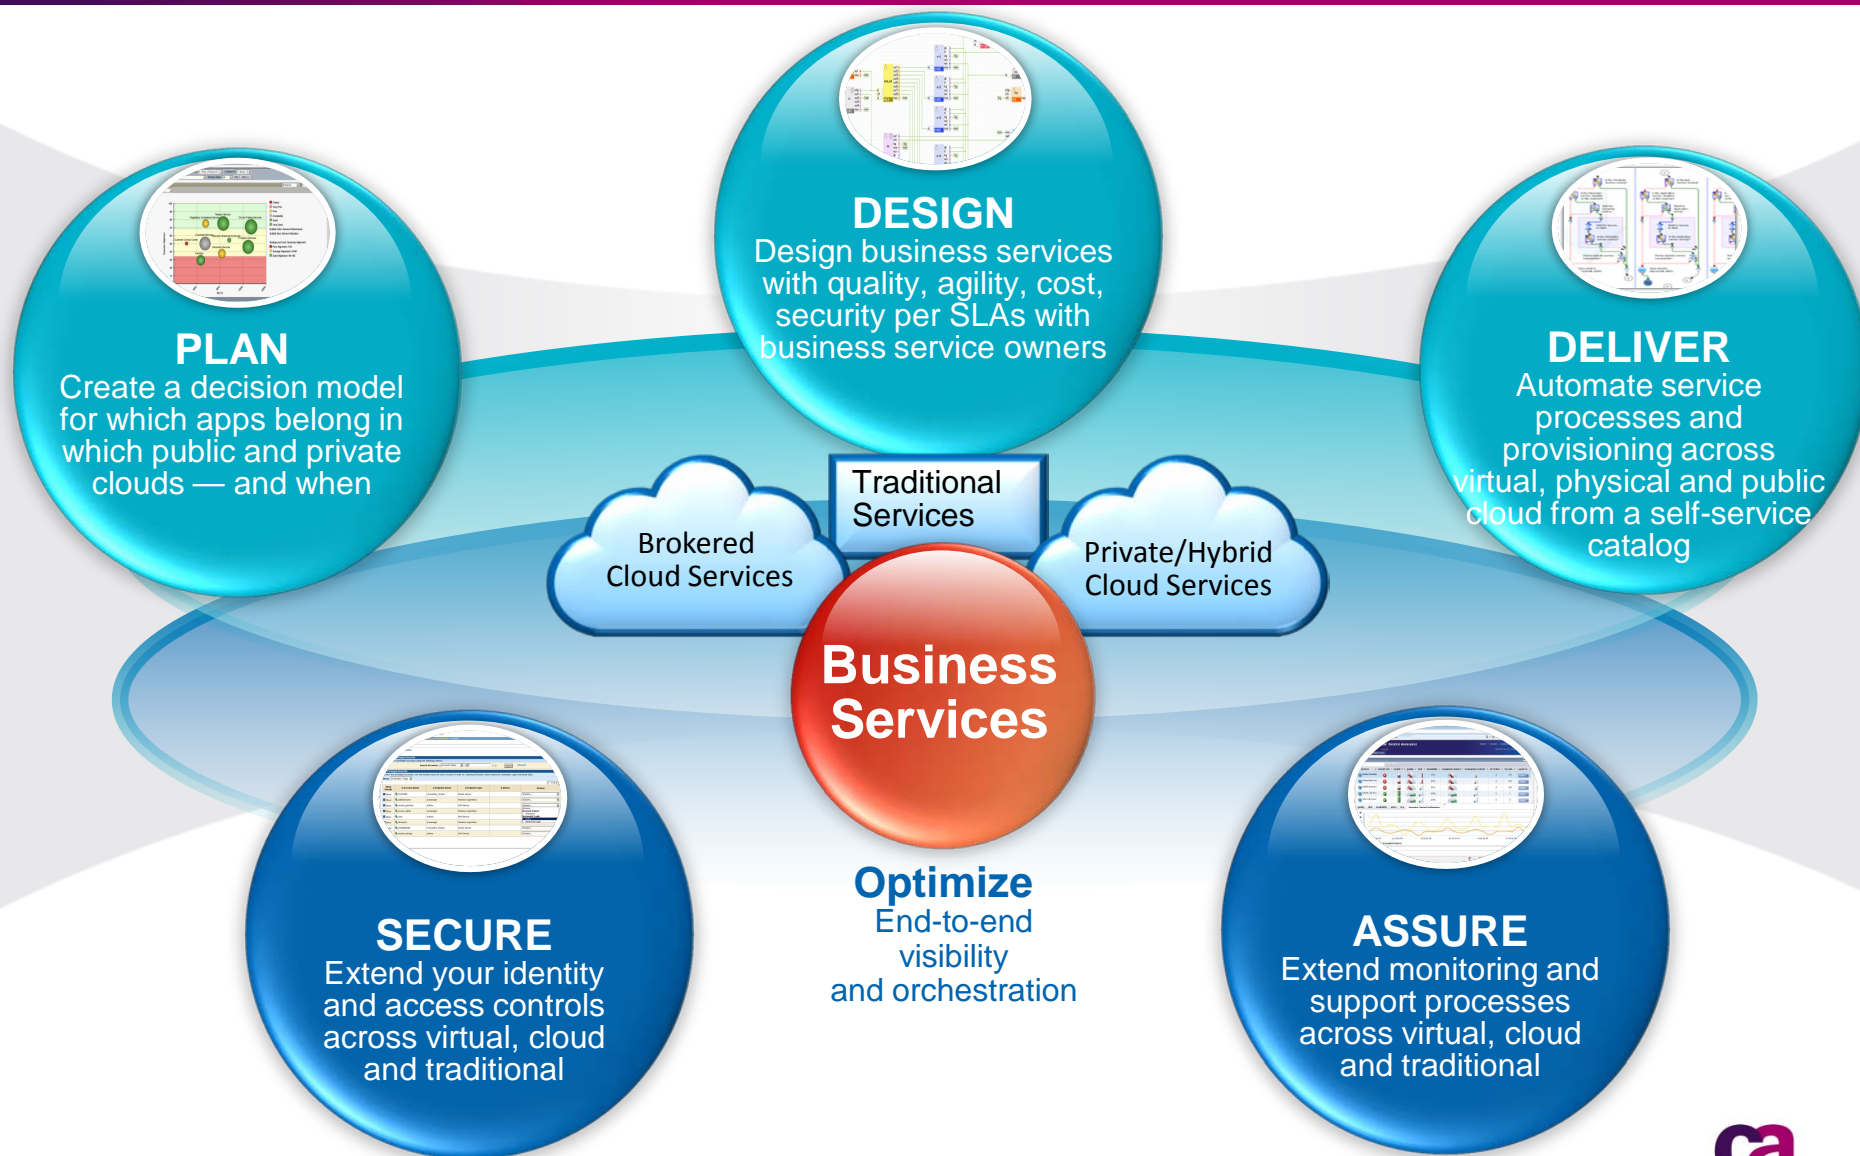 DESIGN
Design business services
with quality, agility, cost,
security per SLAs with
business service owners
PLAN
Create a decision model
for which apps belong in
which public and private
clouds — and when
DELIVER
Automate service
processes and
provisioning across
virtual, physical and public
cloud from a self-service
catalog
Traditional
Services
Brokered
Cloud Services
Private/Hybrid
Cloud Services
Business
Services
Optimize
End-to-end
visibility
and orchestration
SECURE
Extend your identity
and access controls
across virtual, cloud
and traditional
ASSURE
Extend monitoring and
support processes
across virtual, cloud
and traditional
ca